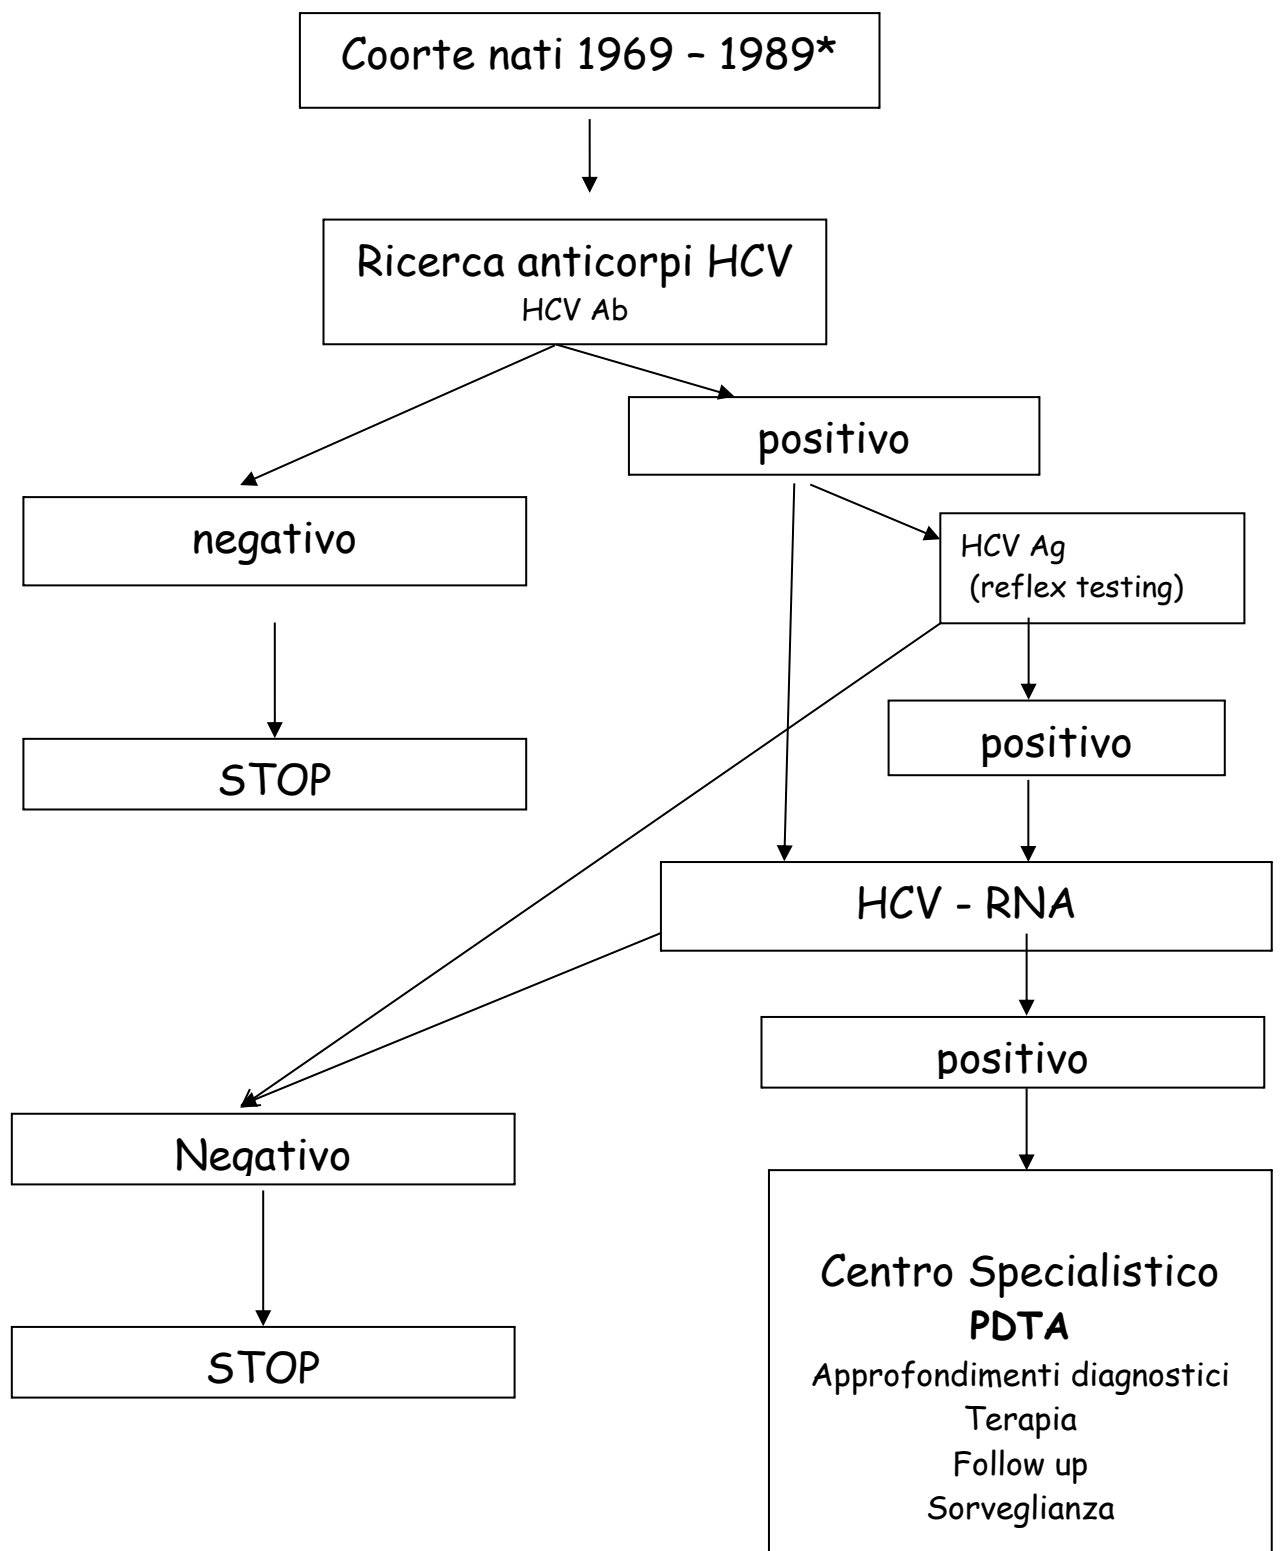 Coorte nati 1969 – 1989*
Ricerca anticorpi HCV
HCV Ab
positivo
negativo
HCV Ag
(reflex testing)
positivo
STOP
HCV - RNA
positivo
Negativo
Centro Specialistico
PDTA
Approfondimenti diagnostici
Terapia
Follow up
Sorveglianza
STOP